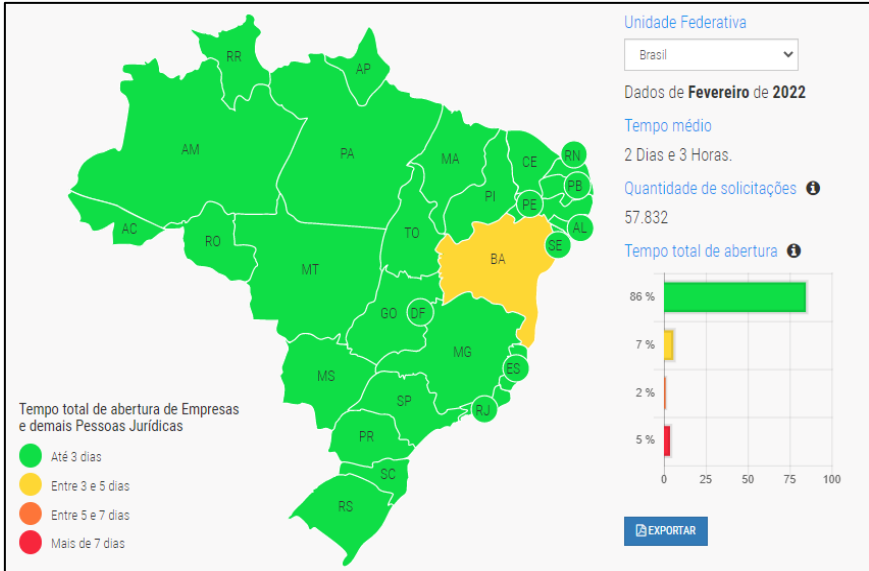 RR
AP
AM
PA
MA
CE
RN
PB
PI
PE
AL
SE
AC
RO
TO
BA
MT
GO
DF
MG
ES
MS
SP
RJ
PR
SC
RS
Tempo total de abertura de Empresas
e demais Pessoas Jurídicas
Até 3 dias
Entre 3 e 5 dias
Entre 5 e 7 dias
Mais de 7 dias
Unidade Federativa
Brasil
Dados de Fevereiro de 2022
Tempo médio
2 Dias e 3 Horas.
Quantidade de solicitações
57.832
Tempo total de abertura
86 %
7 %
2 %
5 %
0 25 50 75 100
EXPORTAR